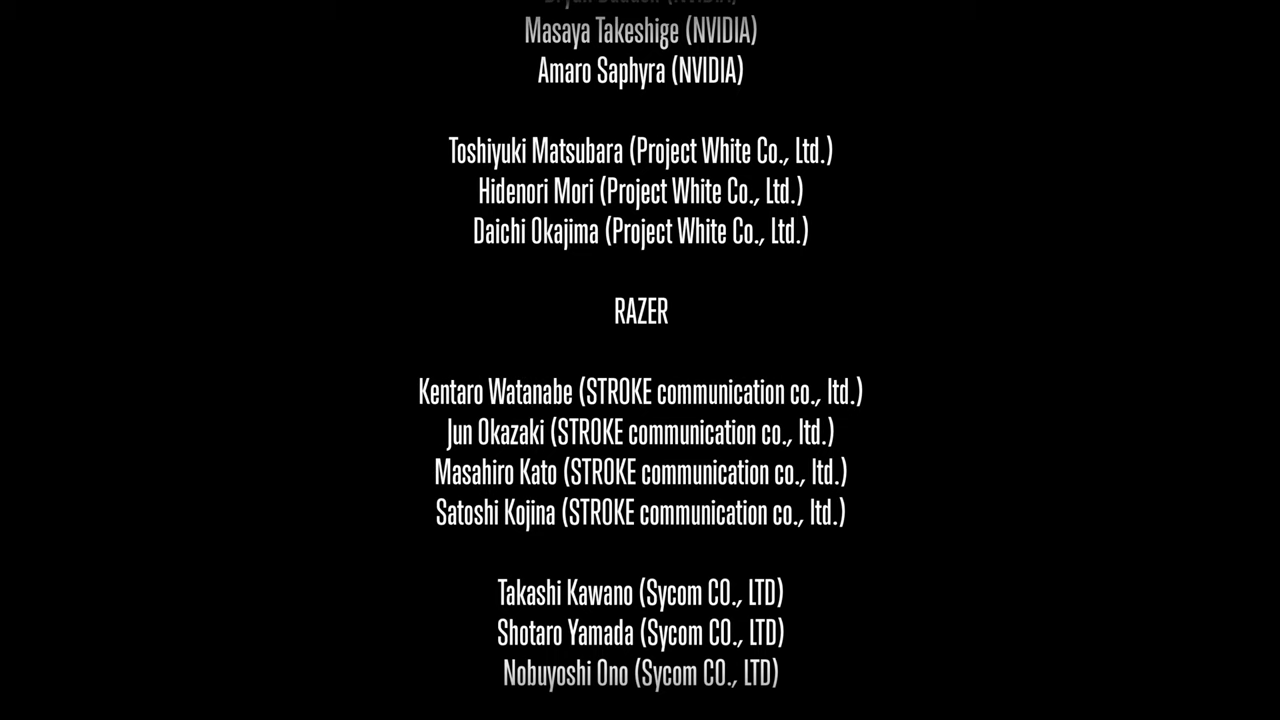 Masaya Takeshige (NVIDIA)
Amaro Saphyra (NVIDIA)
Toshiyuki Matsubara (Project White Co., Ltd.)
Hidenori Mori (Project White Co., Ltd.)
Daichi Okajima (Project White Co., Ltd.)
RAZER
Kentaro Watanabe (STROKE communication co., ltd.)
Jun Okazaki (STROKE communication co., ltd.)
Masahiro Kato (STROKE communication co., ltd.)
Satoshi Kojina (STROKE communication co., ltd.)
Takashi Kawano (Sycom CO., LTD)
Shotaro Yamada (Sycom CO., LTD)
Nobuyoshi Ono (Sycom CO., LTD)